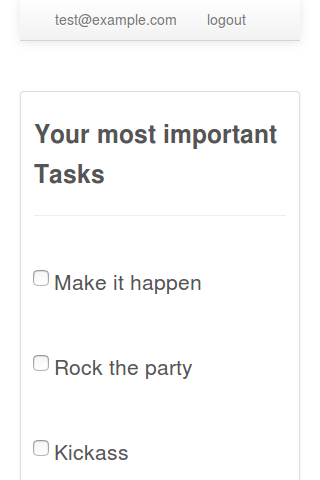 test@example.com logout
Your most important
Tasks
Make it happen
Rock the party
Kickass